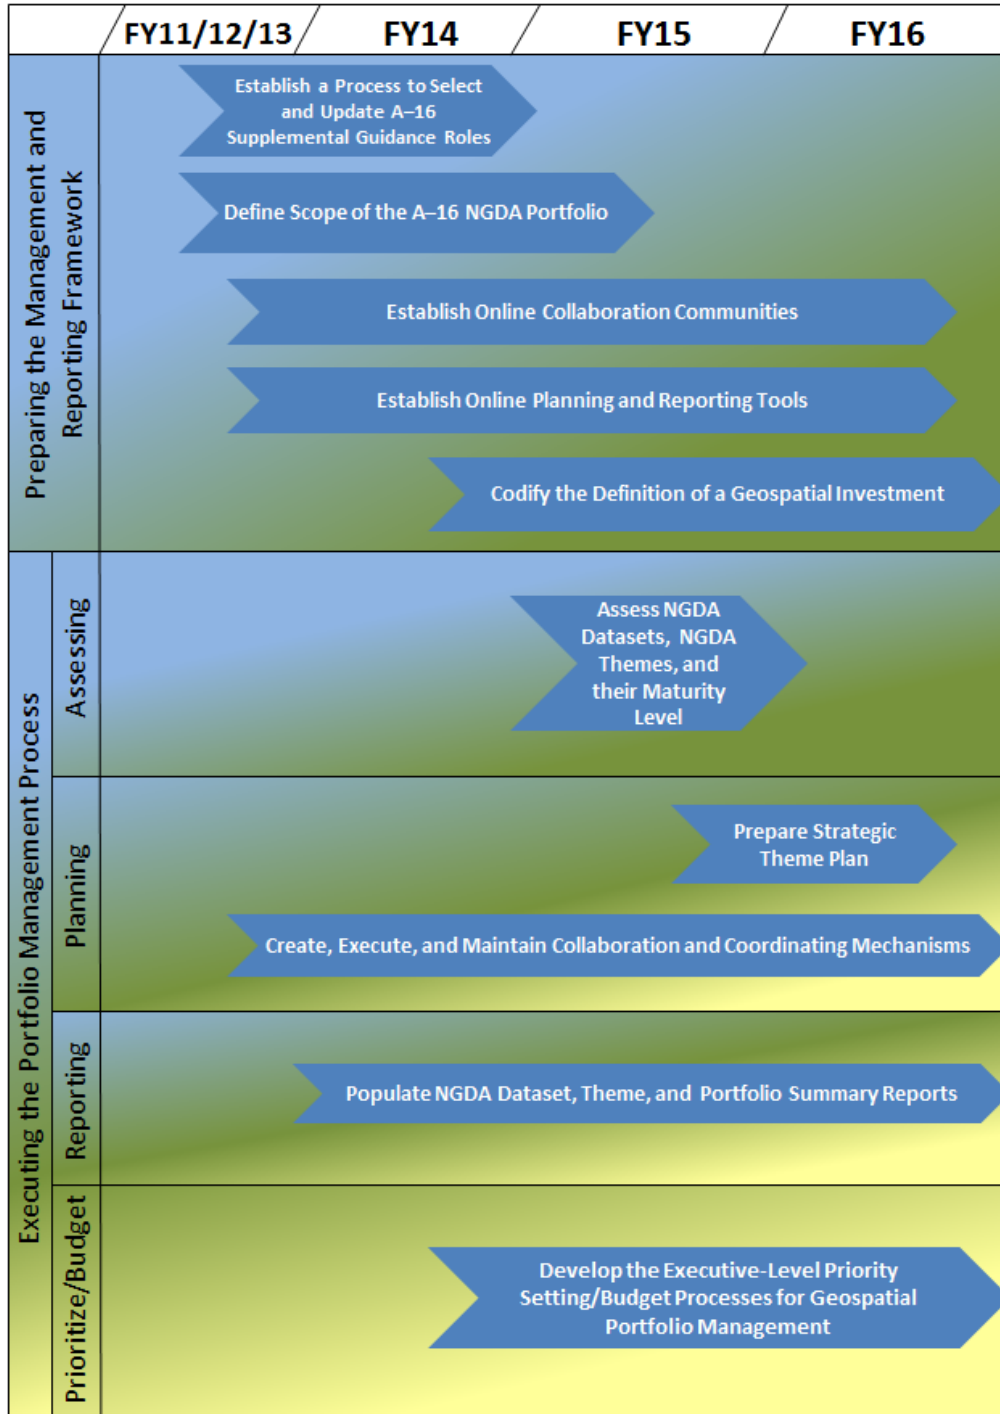 FY11/12/13 FY14 FY15 FY16
Preparing the Management and
Reporting Framework
Establish a Process to Select
and Update A–16
Supplemental Guidance Roles
Define Scope of the A–16 NGDA Portfolio
Establish Online Collaboration Communities
Establish Online Planning and Reporting Tools
Codify the Definition of a Geospatial Investment
Executing the Portfolio Management Process
Assessing
Assess NGDA
Datasets, NGDA
Themes, and
their Maturity
Level
Planning
Prepare Strategic
Theme Plan
Create, Execute, and Maintain Collaboration and Coordinating Mechanisms
Reporting
Populate NGDA Dataset, Theme, and Portfolio Summary Reports
Prioritize/Budget
Develop the Executive-Level Priority
Setting/Budget Processes for Geospatial
Portfolio Management